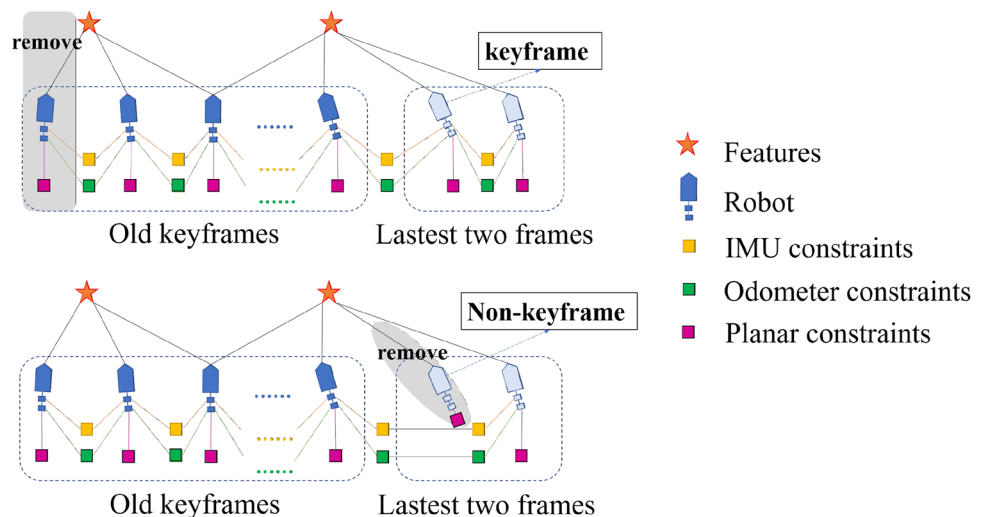 remove
keyframe
Old keyframes
Lastest two frames
Features
Robot
IMU constraints
Odometer constraints
Planar constraints
Non-keyframe
remove
Old keyframes
Lastest two frames